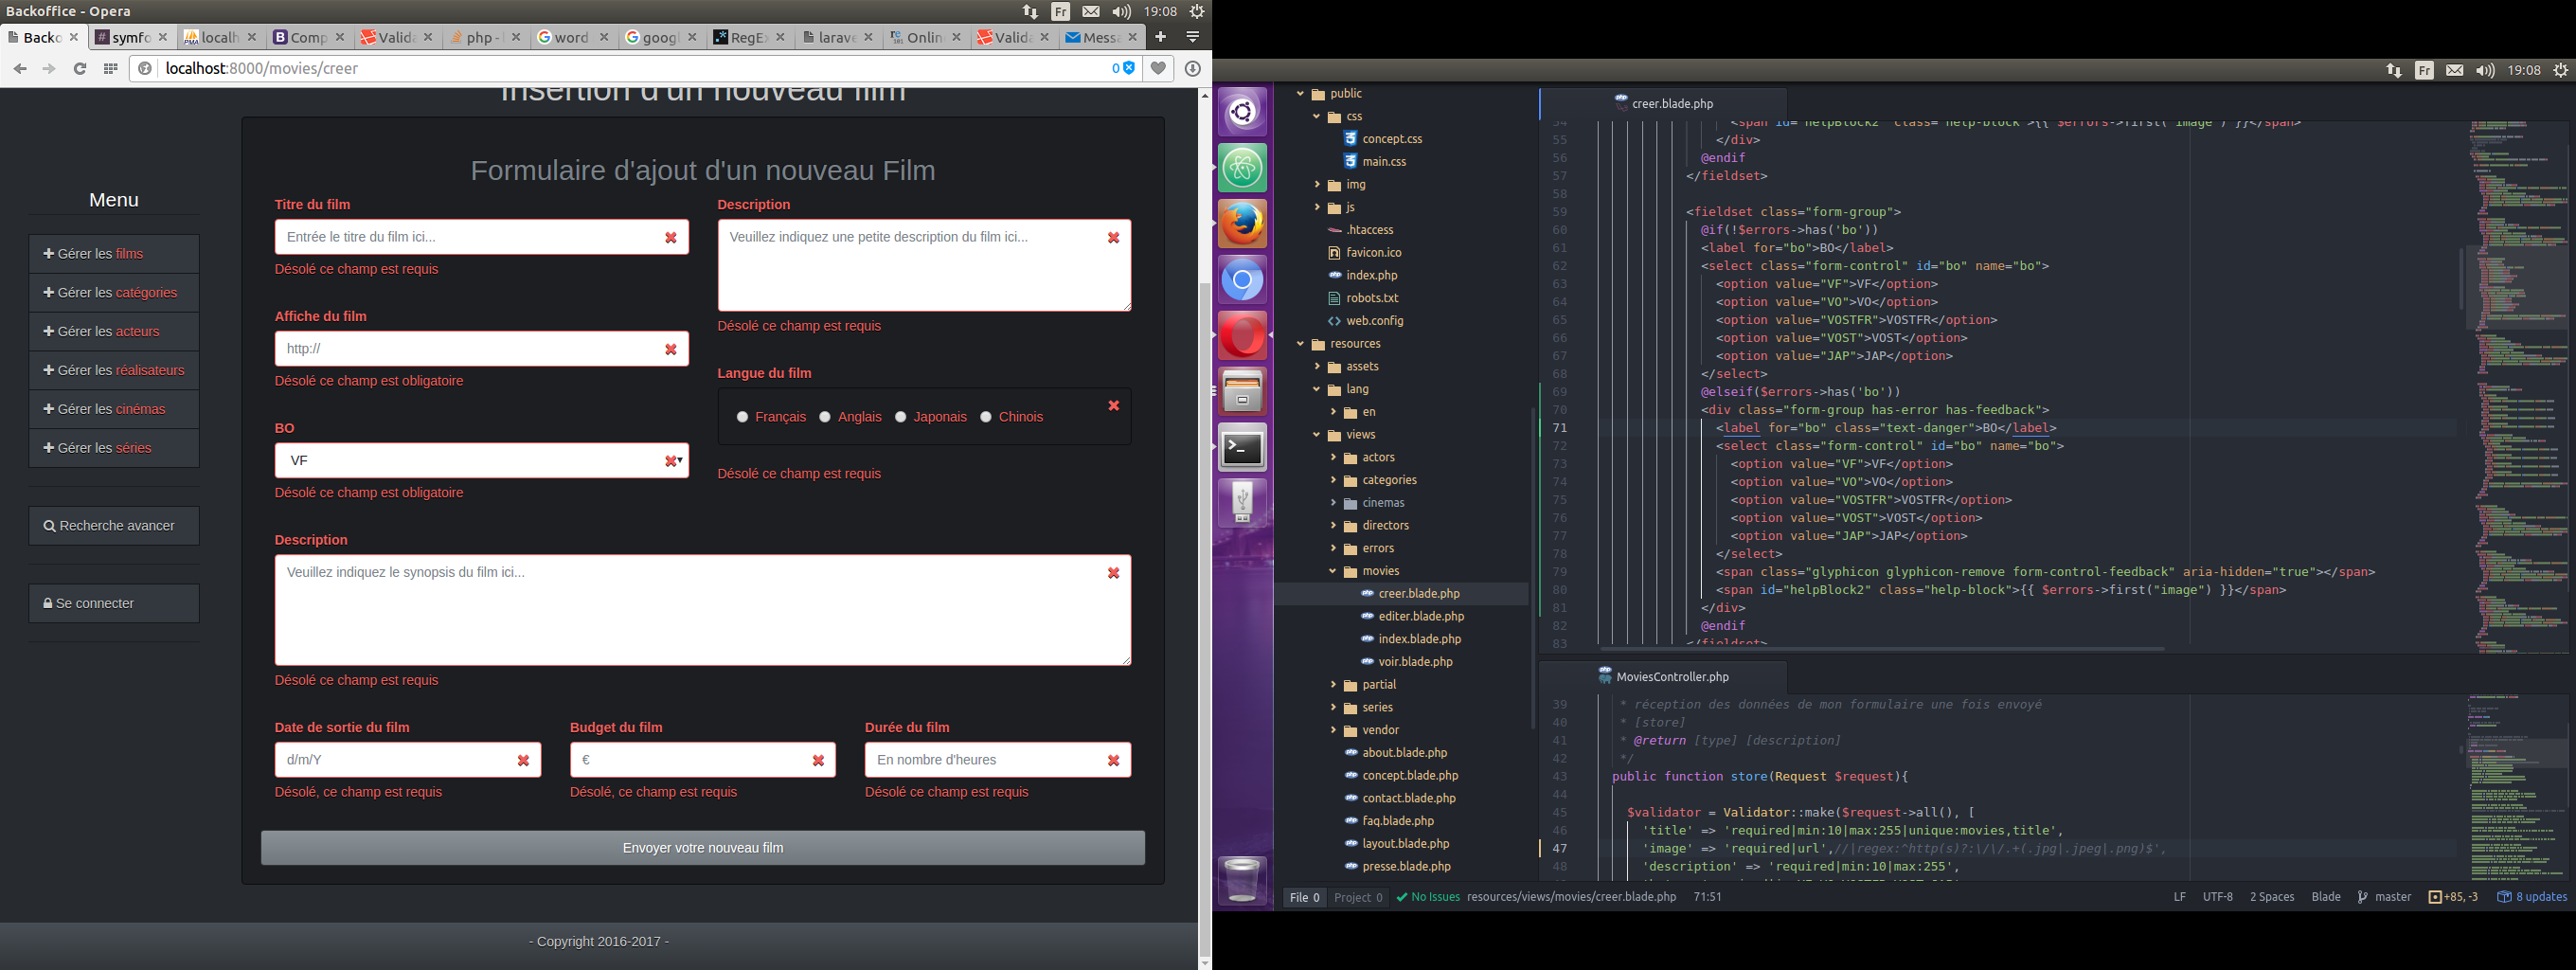 Backoffice - Opera
Fr
19:08
Backo
symfo
localh
Comp
Valida
php -
word
goog
RegE
larav
Onlin
Valid
Messa
localhost:8000/movies/creer
0
Insertion d'un nouveau film
Menu
Gérer les films
Gérer les catégories
Gérer les acteurs
Gérer les réalisateurs
Gérer les cinémas
Gérer les séries
Recherche avancer
Se connecter
Formulaire d'ajout d'un nouveau Film
Titre du film
Entrée le titre du film ici...
Désolé ce champ est requis
Affiche du film
http://
Désolé ce champ est obligatoire
BO
VF
Désolé ce champ est obligatoire
Description
Veuillez indiquez une petite description du film ici...
Désolé ce champ est requis
Langue du film
Français
Anglais
Japonais
Chinois
Désolé ce champ est requis
Description
Veuillez indiquez le synopsis du film ici...
Désolé ce champ est requis
Date de sortie du film
d/m/Y
Désolé, ce champ est requis
Budget du film
€
Désolé, ce champ est requis
Durée du film
En nombre d'heures
Désolé ce champ est requis
Envoyer votre nouveau film
- Copyright 2016-2017 -
Fr
19:08
public
css
concept.css
main.css
img
js
.htaccess
favicon.ico
index.php
robots.txt
web.config
resources
assets
lang
en
views
actors
categories
cinemas
directors
errors
movies
creer.blade.php
editer.blade.php
index.blade.php
voir.blade.php
partial
series
vendor
about.blade.php
concept.blade.php
contact.blade.php
faq.blade.php
layout.blade.php
presse.blade.php
creer.blade.php
54 <span id="helpBlock2" class="help-block">{{ $errors->first("image") }}</span>
55 </div>
56 @endif
57 </fieldset>
58
59 <fieldset class="form-group">
60 @if(!$errors->has('bo'))
61 <label for="bo">BO</label>
62 <select class="form-control" id="bo" name="bo">
63 <option value="VF">VF</option>
64 <option value="VO">VO</option>
65 <option value="VOSTFR">VOSTFR</option>
66 <option value="VOST">VOST</option>
67 <option value="JAP">JAP</option>
68 </select>
69 @elseif($errors->has('bo'))
70 <div class="form-group has-error has-feedback">
71 <label for="bo" class="text-danger">BO</label>
72 <select class="form-control" id="bo" name="bo">
73 <option value="VF">VF</option>
74 <option value="VO">VO</option>
75 <option value="VOSTFR">VOSTFR</option>
76 <option value="VOST">VOST</option>
77 <option value="JAP">JAP</option>
78 </select>
79 <span class="glyphicon glyphicon-remove form-control-feedback" aria-hidden="true"></span>
80 <span id="helpBlock2" class="help-block">{{ $errors->first("image") }}</span>
81 </div>
82 @endif
83 </fieldset>
MoviesController.php
39 * réception des données de mon formulaire une fois envoyé
40 * [store]
41 * @return [type] [description]
42 */
43 public function store(Request $request){
44
45 $validator = Validator::make($request->all(), [
46 'title' => 'required|min:10|max:255|unique:movies,title',
47 'image' => 'required|url',//|regex:^http(s)?:\/\/.+(.jpg|.jpeg|.png)$',
48 'description' => 'required|min:10|max:255',
File 0
Project 0
No Issues
resources/views/movies/creer.blade.php
71:51
LF
UTF-8
2 Spaces
Blade
master
+85, -3
8 updates